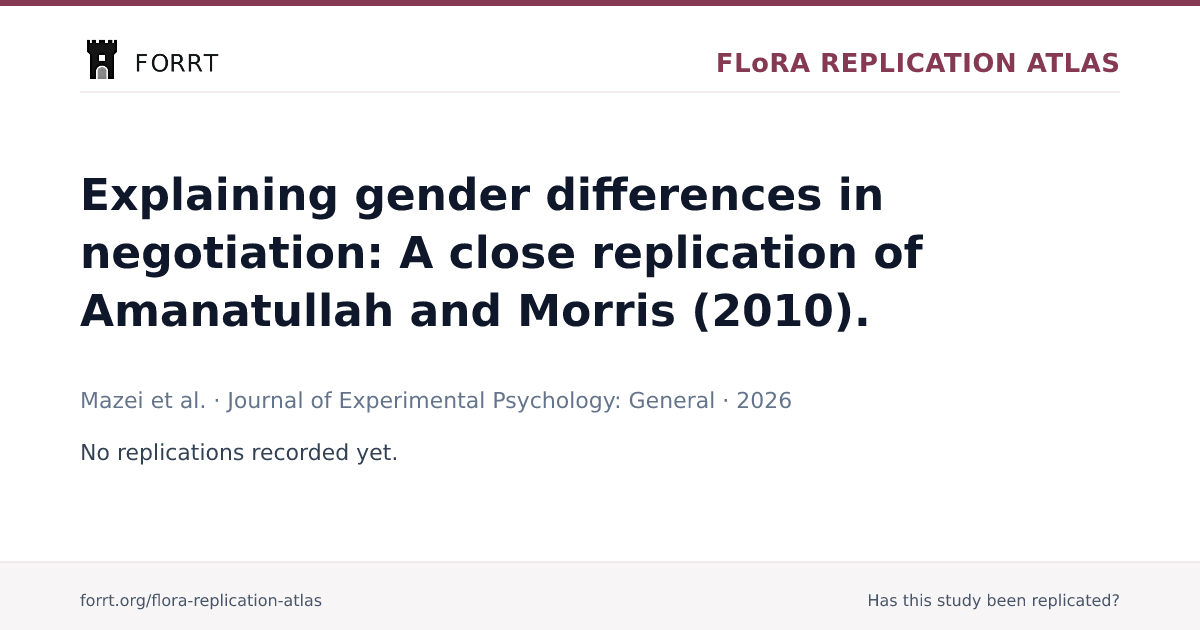 FORRT
FLoRA REPLICATION ATLAS
Explaining gender differences in
negotiation: A close replication of
Amanatullah and Morris (2010).
Mazei et al. · Journal of Experimental Psychology: General · 2026
No replications recorded yet.
forrt.org/flora-replication-atlas
Has this study been replicated?